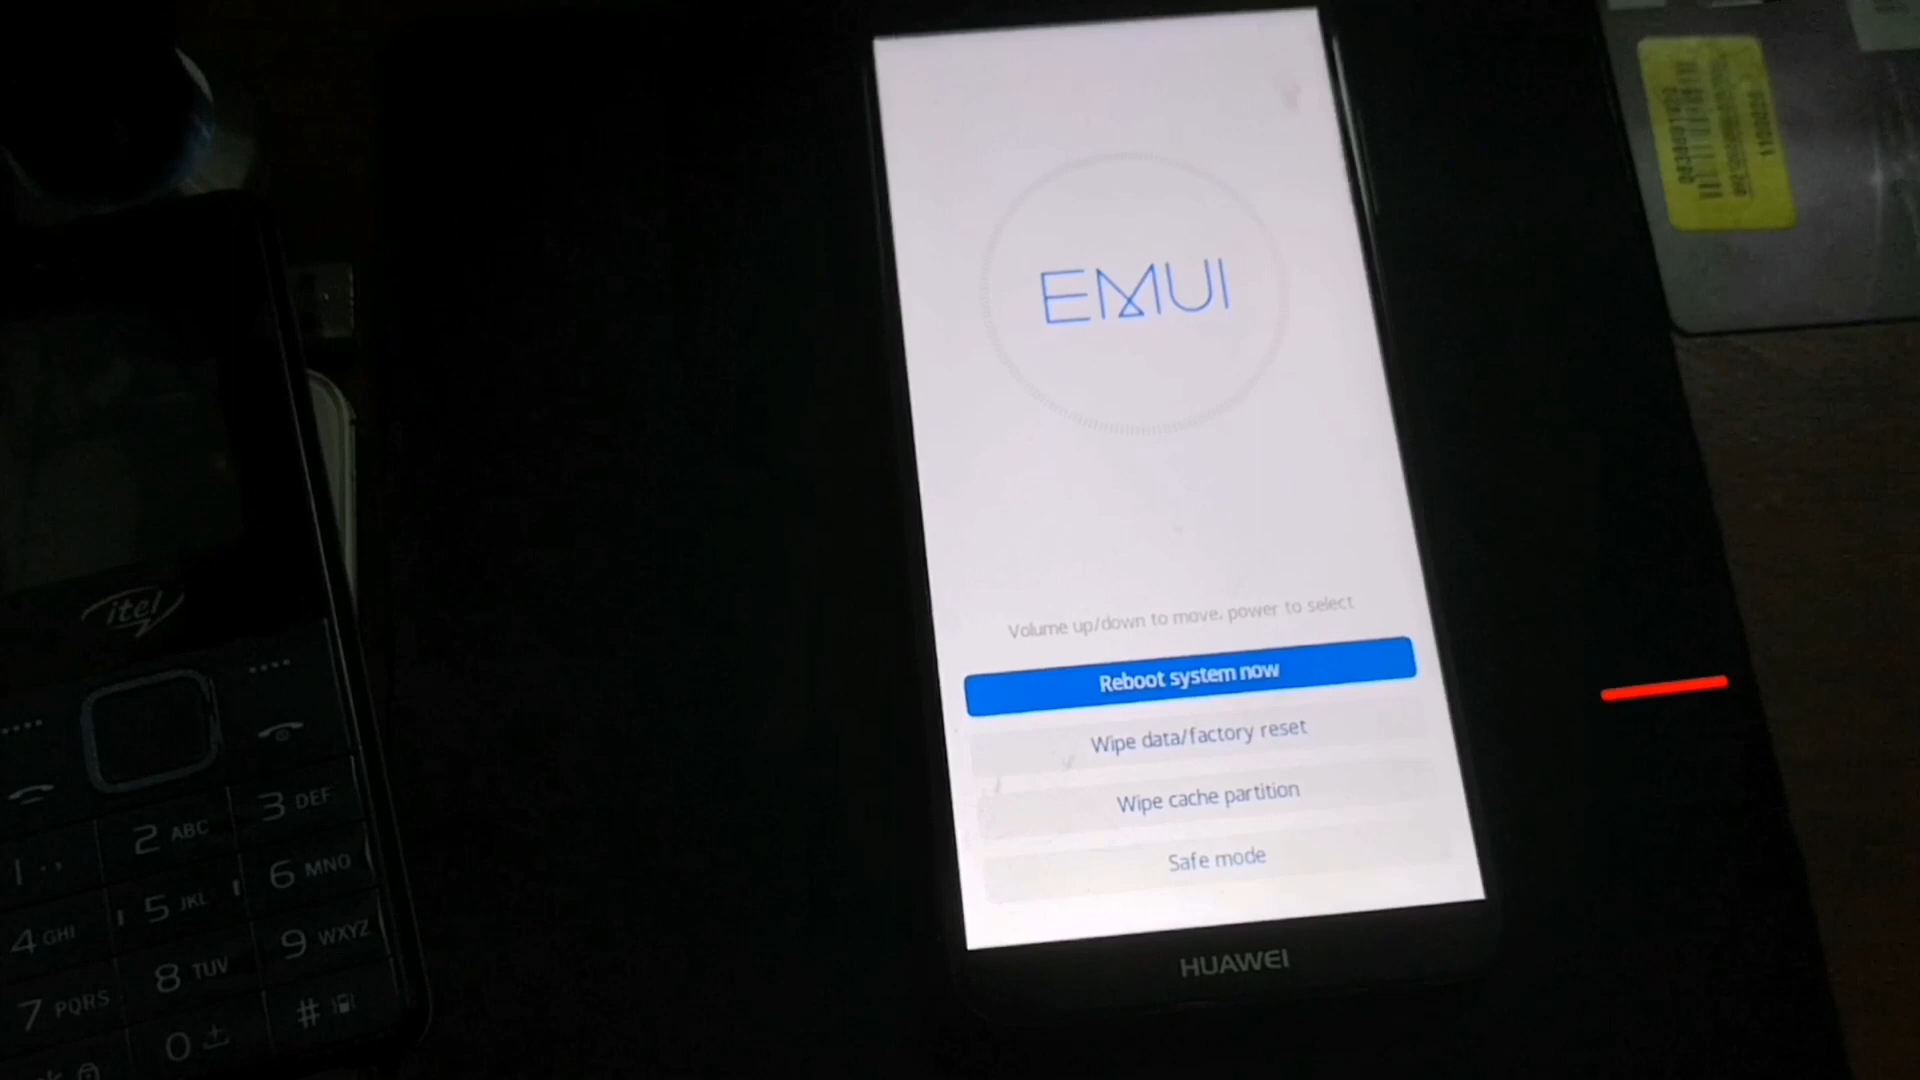 EMUI
Volume up/down to move, power to select
Reboot system now
Wipe data/factory reset
Wipe cache partition
Safe mode
HUAWEI
itel
3 DEF
2 ABC
6 MNO
5 JKL
4 GHI
9 WXYZ
8 TUV
7 PQRS
#
0